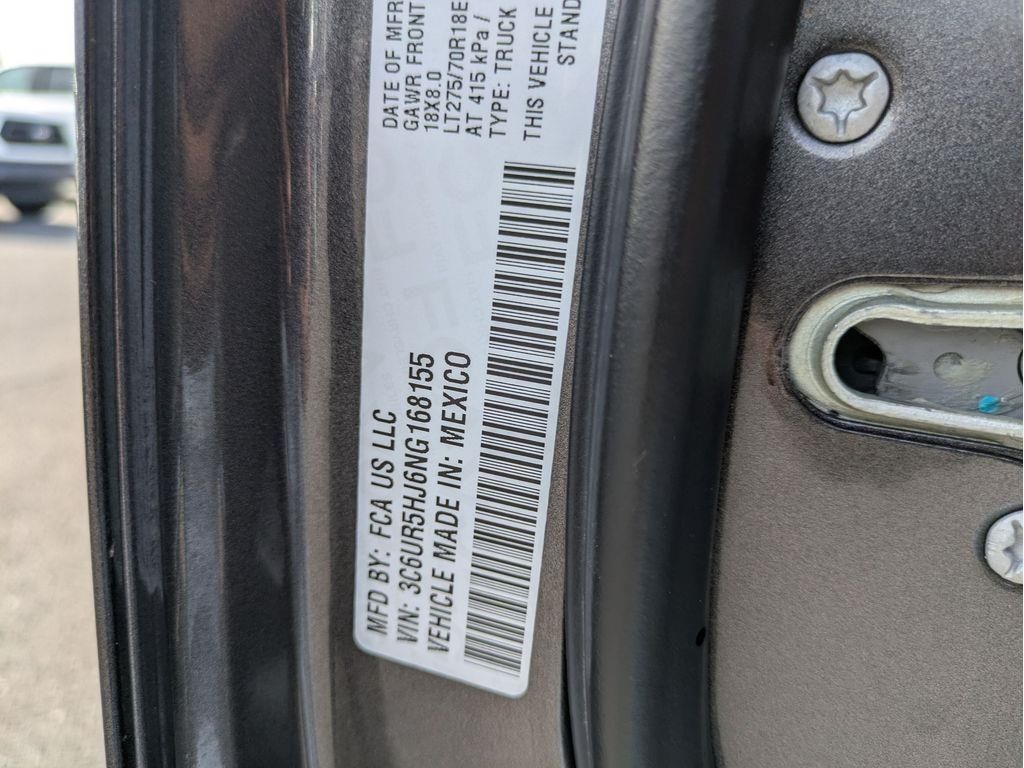 MFD BY: FCA US LLC
VIN: 3C6UR5HJ6NG168155
VEHICLE MADE IN: MEXICO
DATE OF MFR
GAWR FRONT
18X8.0
LT275/70R18E
AT 415 kPa /
TYPE: TRUCK
THIS VEHICLE
STAND